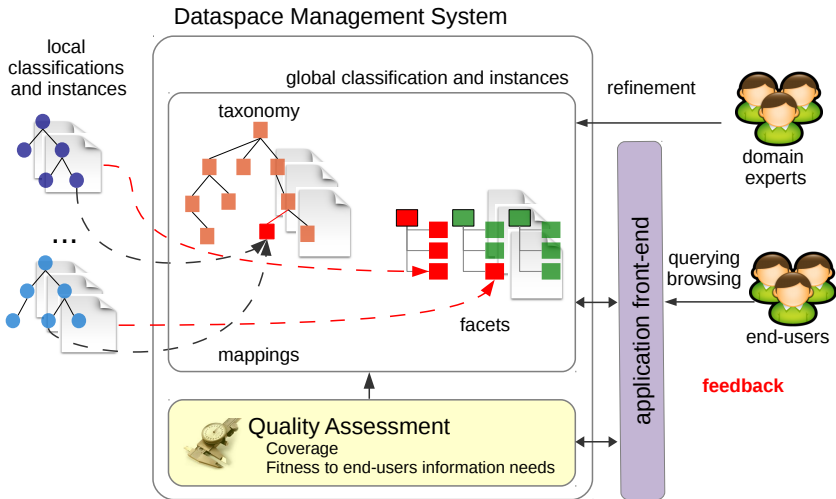 Dataspace Management System
local
classifications
and instances
global classification and instances
refinement
taxonomy
domain
experts
...
querying
browsing
application front-end
facets
end-users
mappings
feedback
Quality Assessment
Coverage
Fitness to end-users information needs